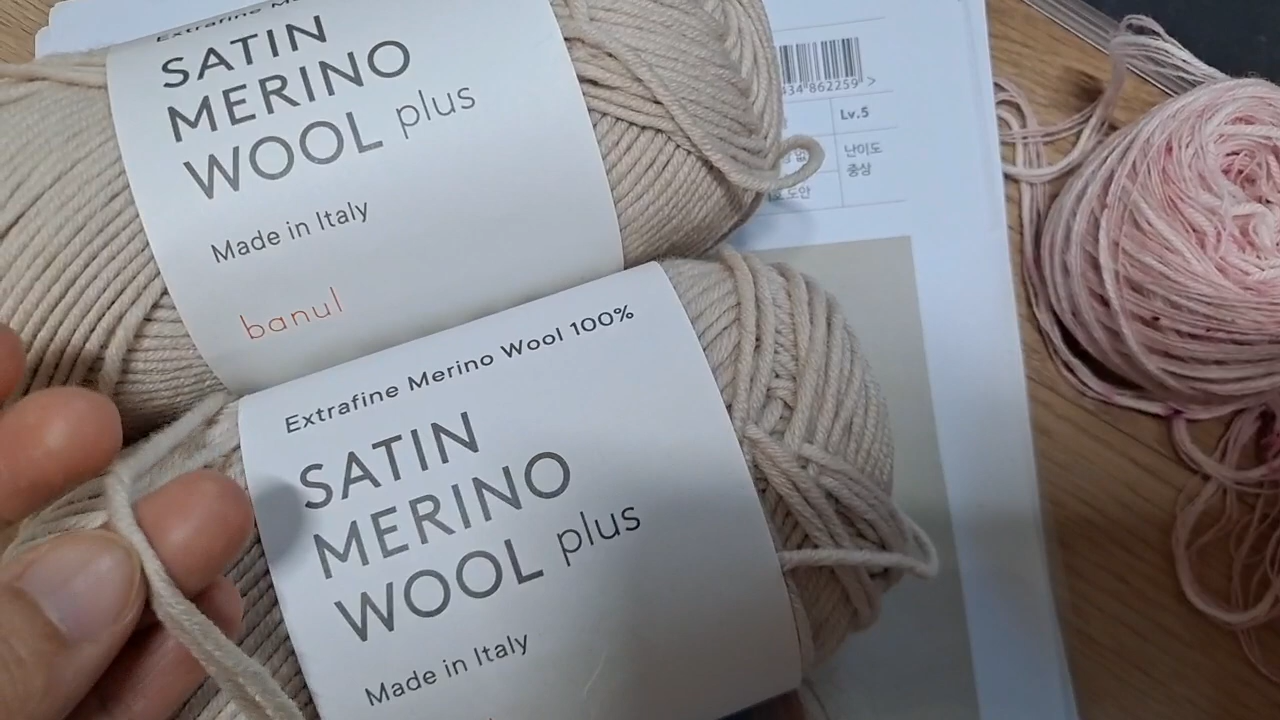 Extrafine
SATIN
MERINO
WOOL plus
Made in Italy
banul
Extrafine Merino Wool 100%
SATIN
MERINO
WOOL plus
Made in Italy
434 862259 >
Lv.5
난이도
중상
도안